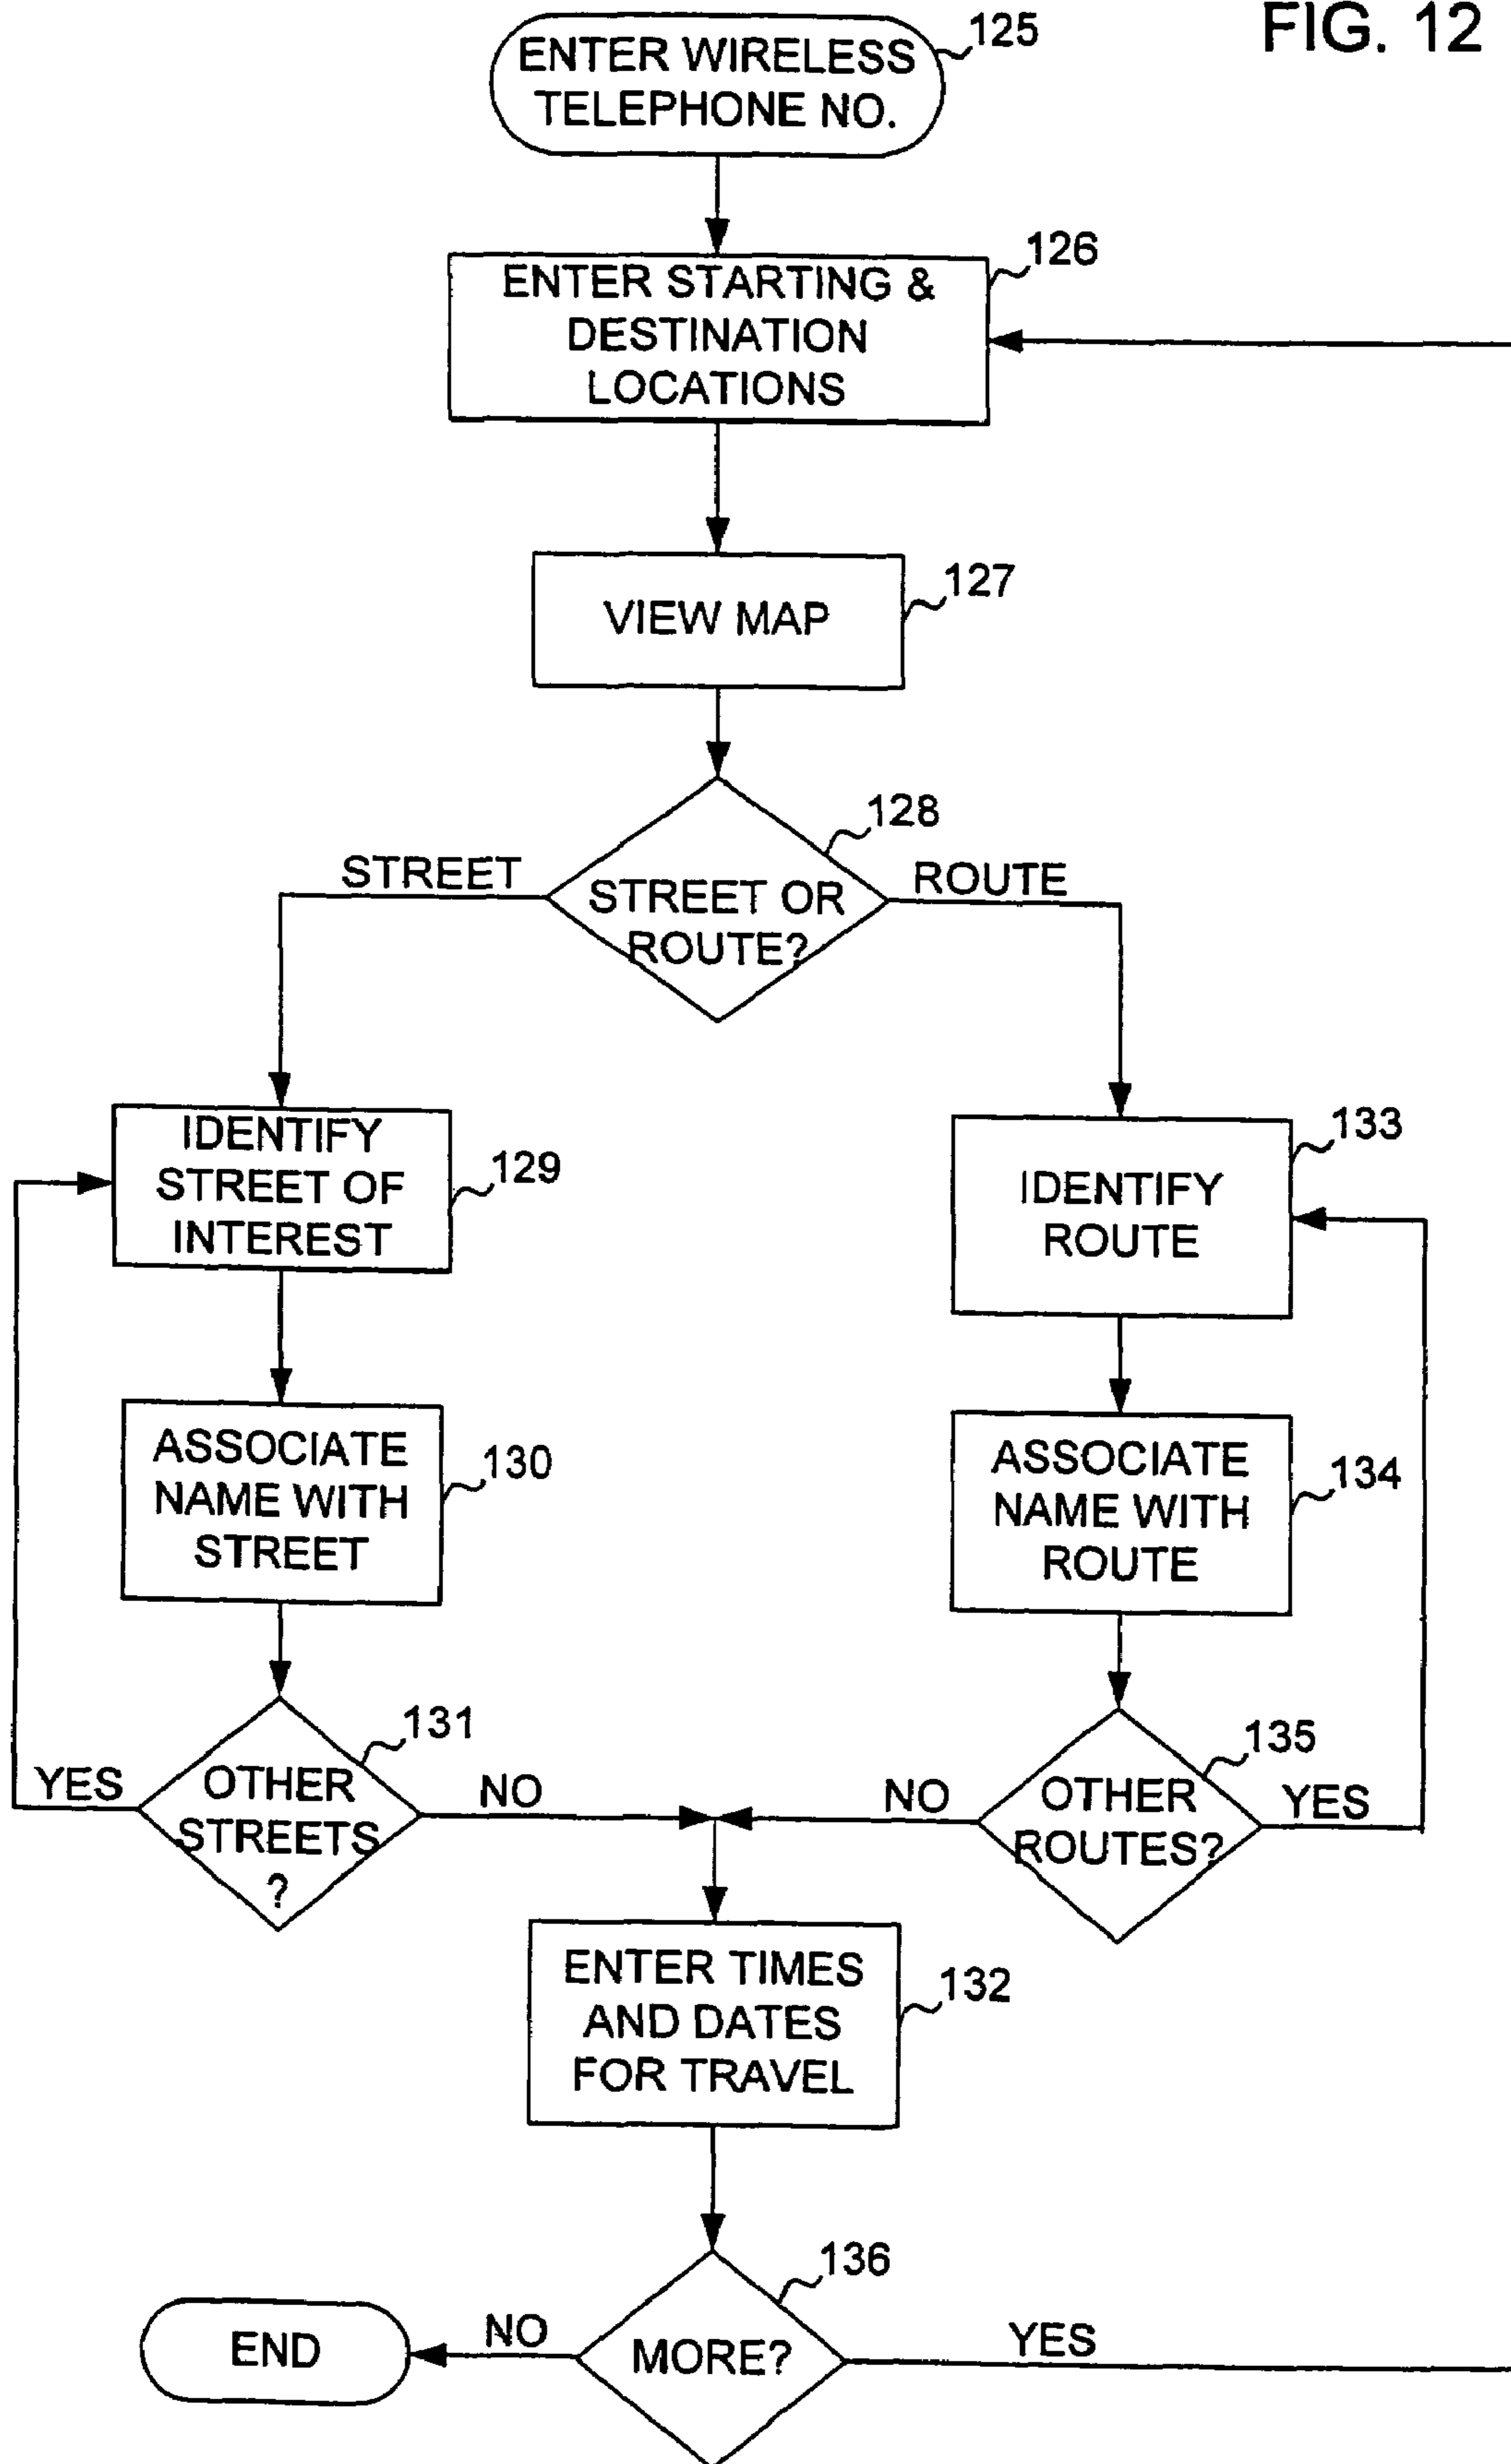 FIG. 12
ENTER WIRELESS
TELEPHONE NO.
125
ENTER STARTING &
DESTINATION
LOCATIONS
126
VIEW MAP
127
128
STREET
STREET OR
ROUTE?
ROUTE
IDENTIFY
STREET OF
INTEREST
129
IDENTIFY
ROUTE
133
ASSOCIATE
NAME WITH
STREET
130
ASSOCIATE
NAME WITH
ROUTE
134
131
YES
OTHER
STREETS
?
NO
135
NO
OTHER
ROUTES?
YES
ENTER TIMES
AND DATES
FOR TRAVEL
132
136
END
NO
MORE?
YES